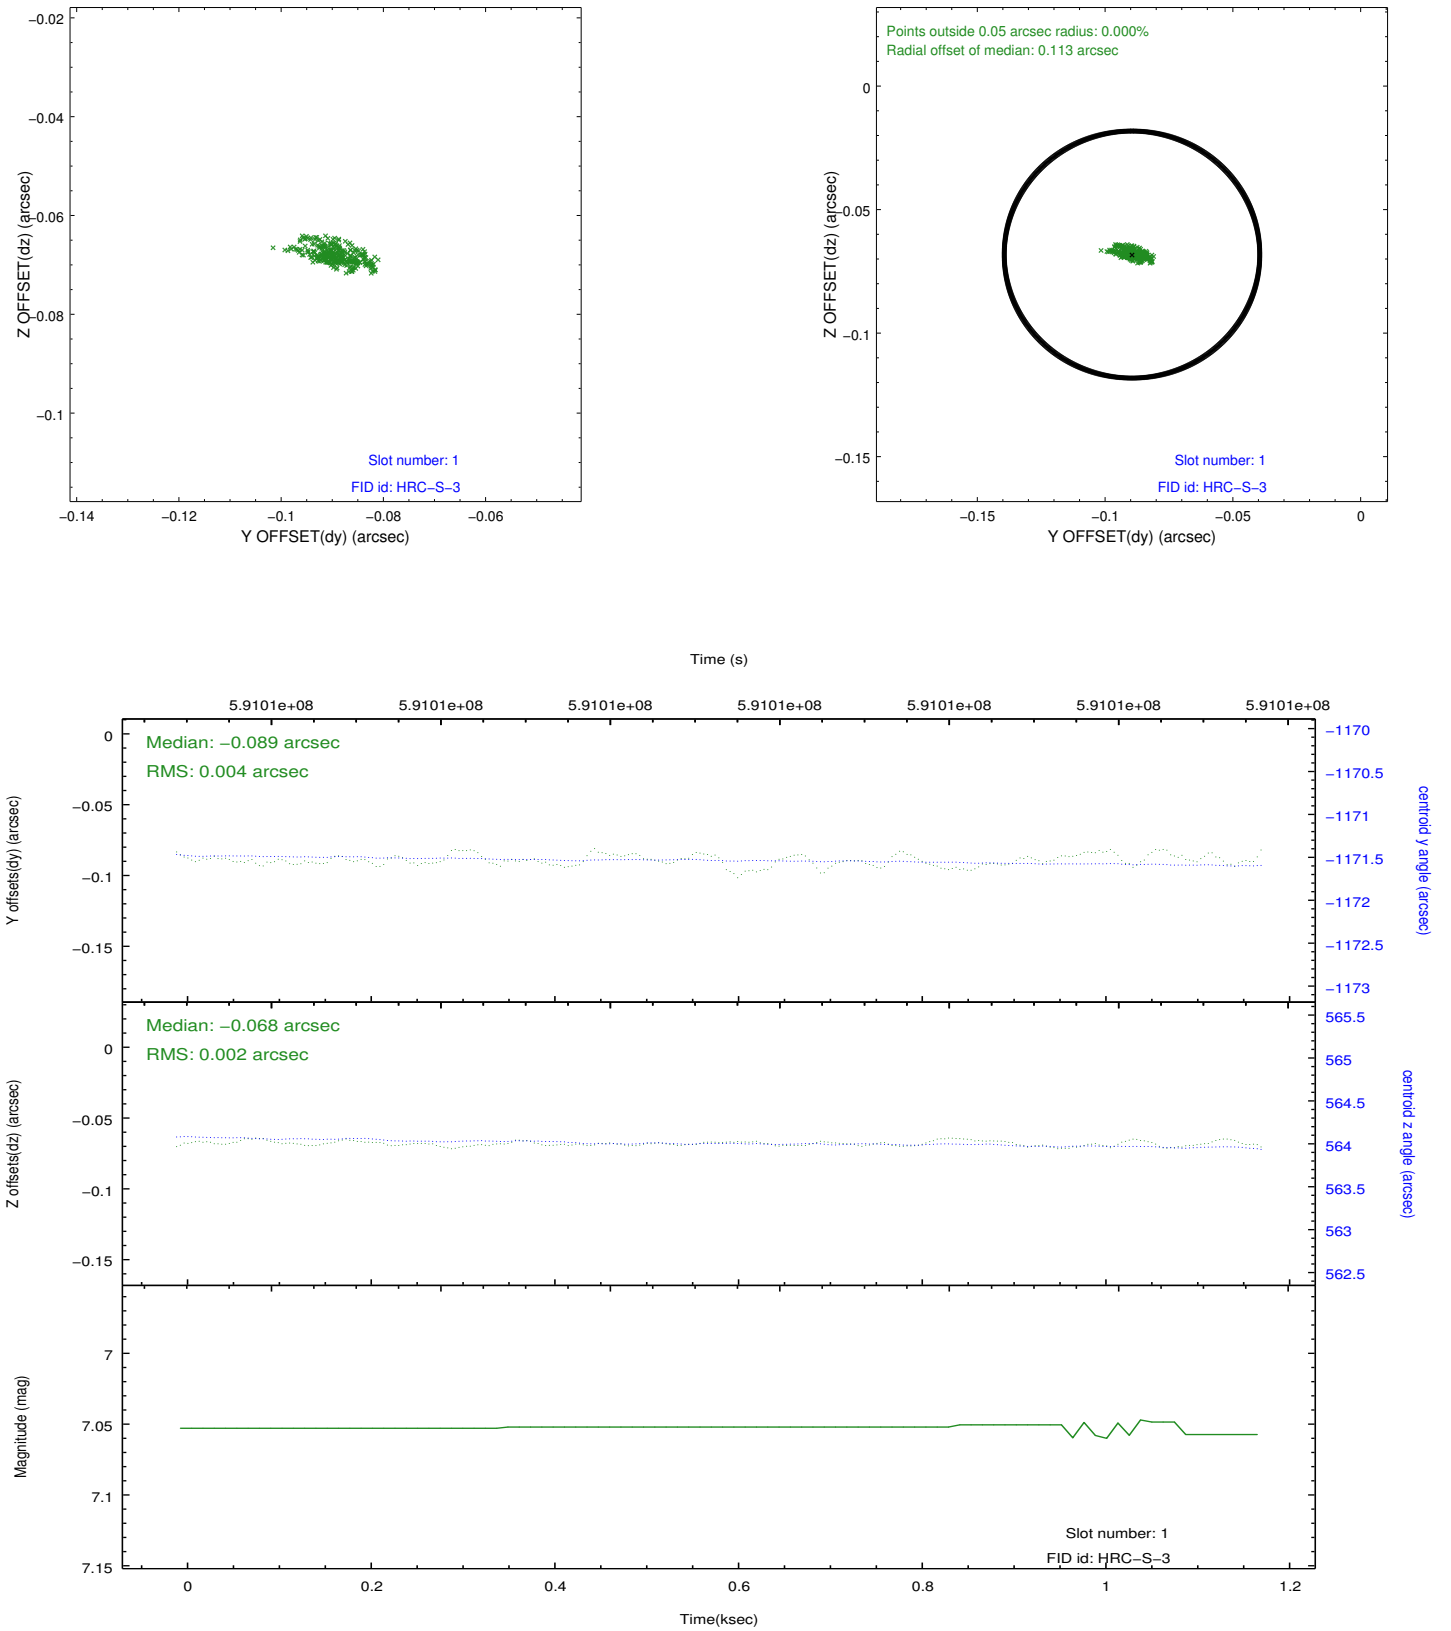 −0.02
−0.04
−0.06
−0.08
−0.1
Z OFFSET(dz) (arcsec)
Slot number: 1
FID id: HRC−S−3
−0.14 −0.12 −0.1 −0.08 −0.06
Y OFFSET(dy) (arcsec)
Points outside 0.05 arcsec radius: 0.000%
Radial offset of median: 0.113 arcsec
0
−0.05
−0.1
−0.15
Z OFFSET(dz) (arcsec)
Slot number: 1
FID id: HRC−S−3
−0.15 −0.1 −0.05 0
Y OFFSET(dy) (arcsec)
Time (s)
5.9101e+08 5.9101e+08 5.9101e+08 5.9101e+08 5.9101e+08 5.9101e+08 5.9101e+08
Median: −0.089 arcsec
RMS: 0.004 arcsec
0
−0.05
−0.1
−0.15
Y offsets(dy) (arcsec)
−1170
−1170.5
−1171
−1171.5
−1172
−1172.5
−1173
centroid y angle (arcsec)
Median: −0.068 arcsec
RMS: 0.002 arcsec
0
−0.05
−0.1
−0.15
Z offsets(dz) (arcsec)
565.5
565
564.5
564
563.5
563
562.5
centroid z angle (arcsec)
7
7.05
7.1
7.15
Magnitude (mag)
Slot number: 1
FID id: HRC−S−3
0 0.2 0.4 0.6 0.8 1 1.2
Time(ksec)